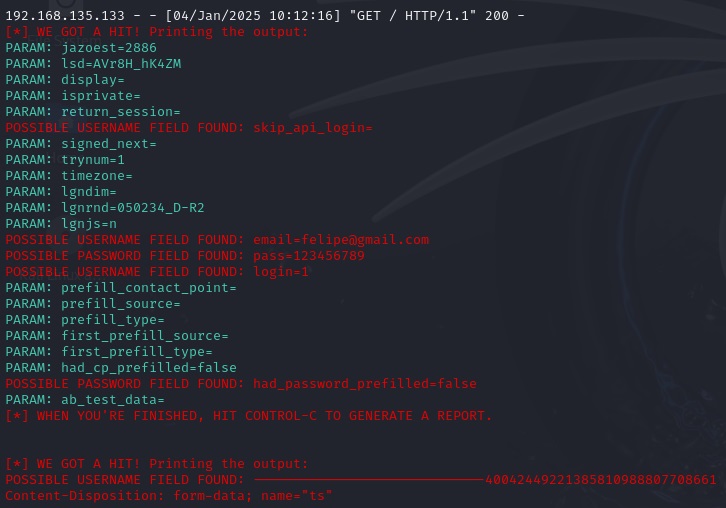 192.168.135.133 - - [04/Jan/2025 10:12:16] "GET / HTTP/1.1" 200 -
[*] WE GOT A HIT! Printing the output:
PARAM: jazoest=2886
PARAM: lsd=AVr8H_hK4ZM
PARAM: display=
PARAM: isprivate=
PARAM: return_session=
POSSIBLE USERNAME FIELD FOUND: skip_api_login=
PARAM: signed_next=
PARAM: trynum=1
PARAM: timezone=
PARAM: lgndim=
PARAM: lgnrnd=050234_D-R2
PARAM: lgnjs=n
POSSIBLE USERNAME FIELD FOUND: email=felipe@gmail.com
POSSIBLE PASSWORD FIELD FOUND: pass=123456789
POSSIBLE USERNAME FIELD FOUND: login=1
PARAM: prefill_contact_point=
PARAM: prefill_source=
PARAM: prefill_type=
PARAM: first_prefill_source=
PARAM: first_prefill_type=
PARAM: had_cp_prefilled=false
POSSIBLE PASSWORD FIELD FOUND: had_password_prefilled=false
PARAM: ab_test_data=
[*] WHEN YOU'RE FINISHED, HIT CONTROL-C TO GENERATE A REPORT.
[*] WE GOT A HIT! Printing the output:
POSSIBLE USERNAME FIELD FOUND: -----------------------------40042449221385810988807708661
Content-Disposition: form-data; name="ts"